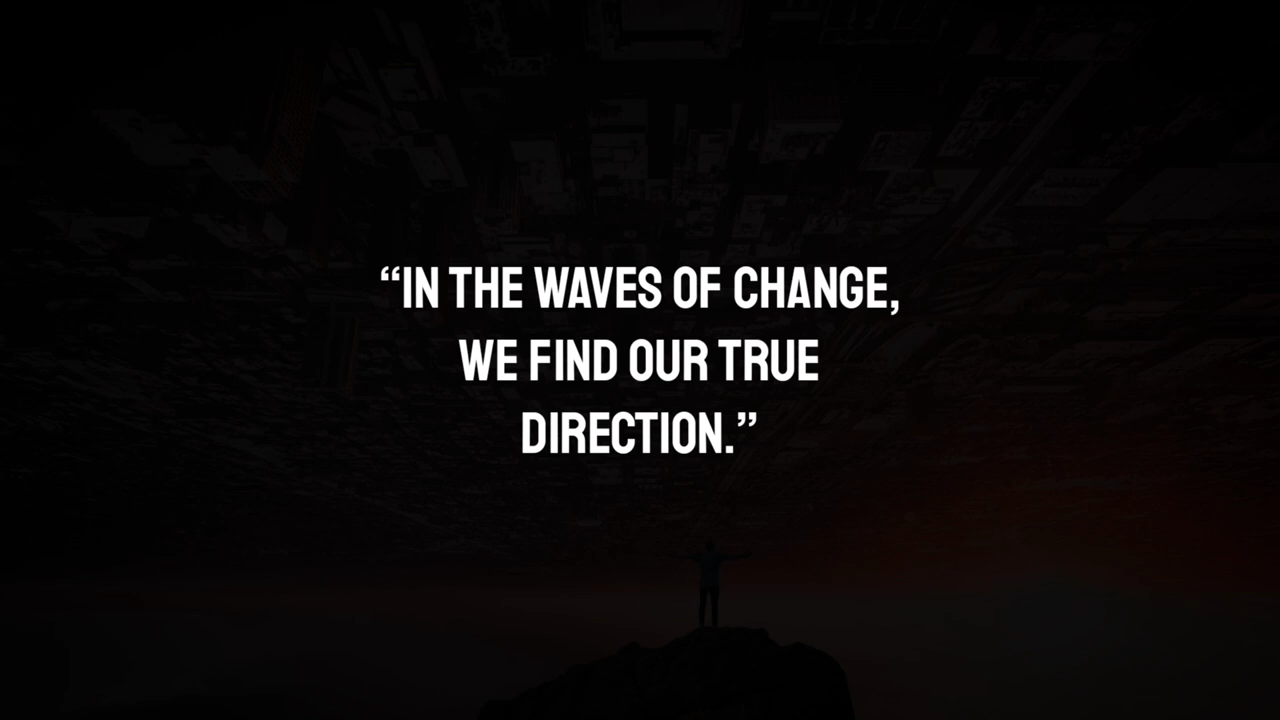 “IN THE WAVES OF CHANGE,
WE FIND OUR TRUE
DIRECTION.”